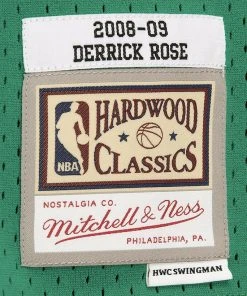 2008-09
DERRICK ROSE
HARDWOOD
CLASSICS
NBA
NOSTALGIA CO.
Mitchell & Ness
PHILADELPHIA, PA.
HWC SWINGMAN